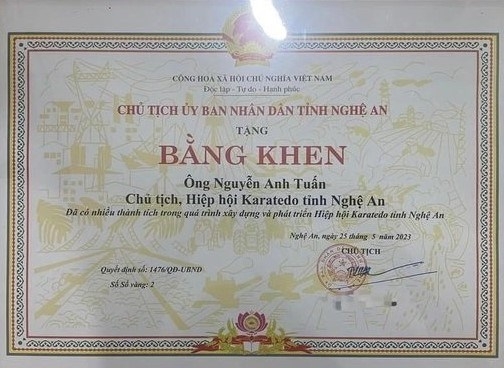 CỘNG HOÀ XÃ HỘI CHỦ NGHĨA VIỆT NAM
Độc lập - Tự do - Hạnh phúc
CHỦ TỊCH ỦY BAN NHÂN DÂN TỈNH NGHỆ AN
TẶNG
BẰNG KHEN
Ông Nguyễn Anh Tuấn
Chủ tịch, Hiệp hội Karatedo tỉnh Nghệ An
Đã có nhiều thành tích trong quá trình xây dựng và phát triển Hiệp hội Karatedo tỉnh Nghệ An
Nghệ An, ngày 25 tháng 5 năm 2023
CHỦ TỊCH
Quyết định số: 1476/QĐ-UBND
Số Sổ vàng: 2